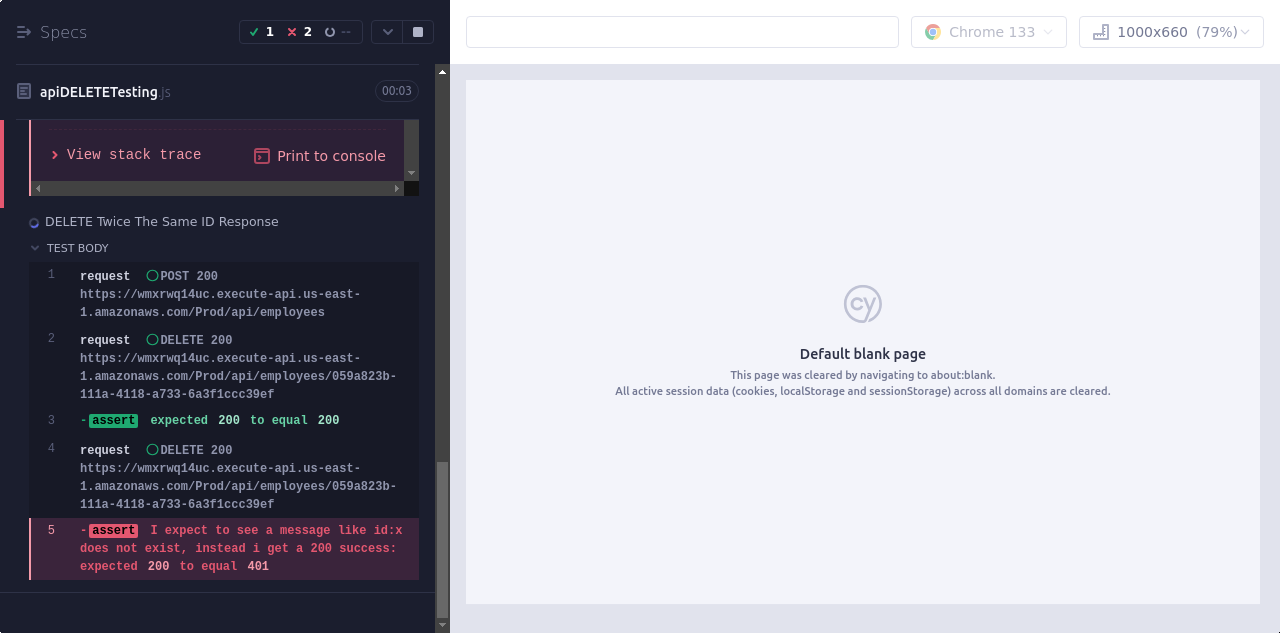 Specs
1 2 --
Chrome 133
1000x660 (79%)
apiDELETETesting.js
00:03
View stack trace
Print to console
DELETE Twice The Same ID Response
TEST BODY
1 request POST 200
https://wmxrwq14uc.execute-api.us-east-
1.amazonaws.com/Prod/api/employees
2 request DELETE 200
https://wmxrwq14uc.execute-api.us-east-
1.amazonaws.com/Prod/api/employees/059a823b-
111a-4118-a733-6a3f1ccc39ef
3 -assert expected 200 to equal 200
4 request DELETE 200
https://wmxrwq14uc.execute-api.us-east-
1.amazonaws.com/Prod/api/employees/059a823b-
111a-4118-a733-6a3f1ccc39ef
5 -assert I expect to see a message like id:x
does not exist, instead i get a 200 success:
expected 200 to equal 401
cy
Default blank page
This page was cleared by navigating to about:blank.
All active session data (cookies, localStorage and sessionStorage) across all domains are cleared.